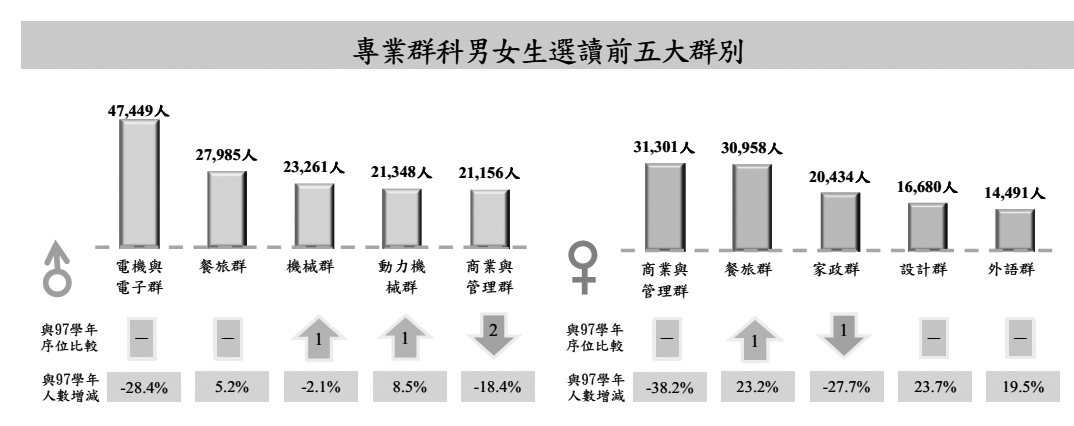 專業群科男女生選讀前五大群別
47,449人
27,985人
23,261人
21,348人
21,156人
電機與
電子群
餐旅群
機械群
動力機
械群
商業與
管理群
與97學年
序位比較
－
－
1
1
2
與97學年
人數增減
-28.4%
5.2%
-2.1%
8.5%
-18.4%
31,301人
30,958人
20,434人
16,680人
14,491人
商業與
管理群
餐旅群
家政群
設計群
外語群
與97學年
序位比較
－
1
1
－
－
與97學年
人數增減
-38.2%
23.2%
-27.7%
23.7%
19.5%